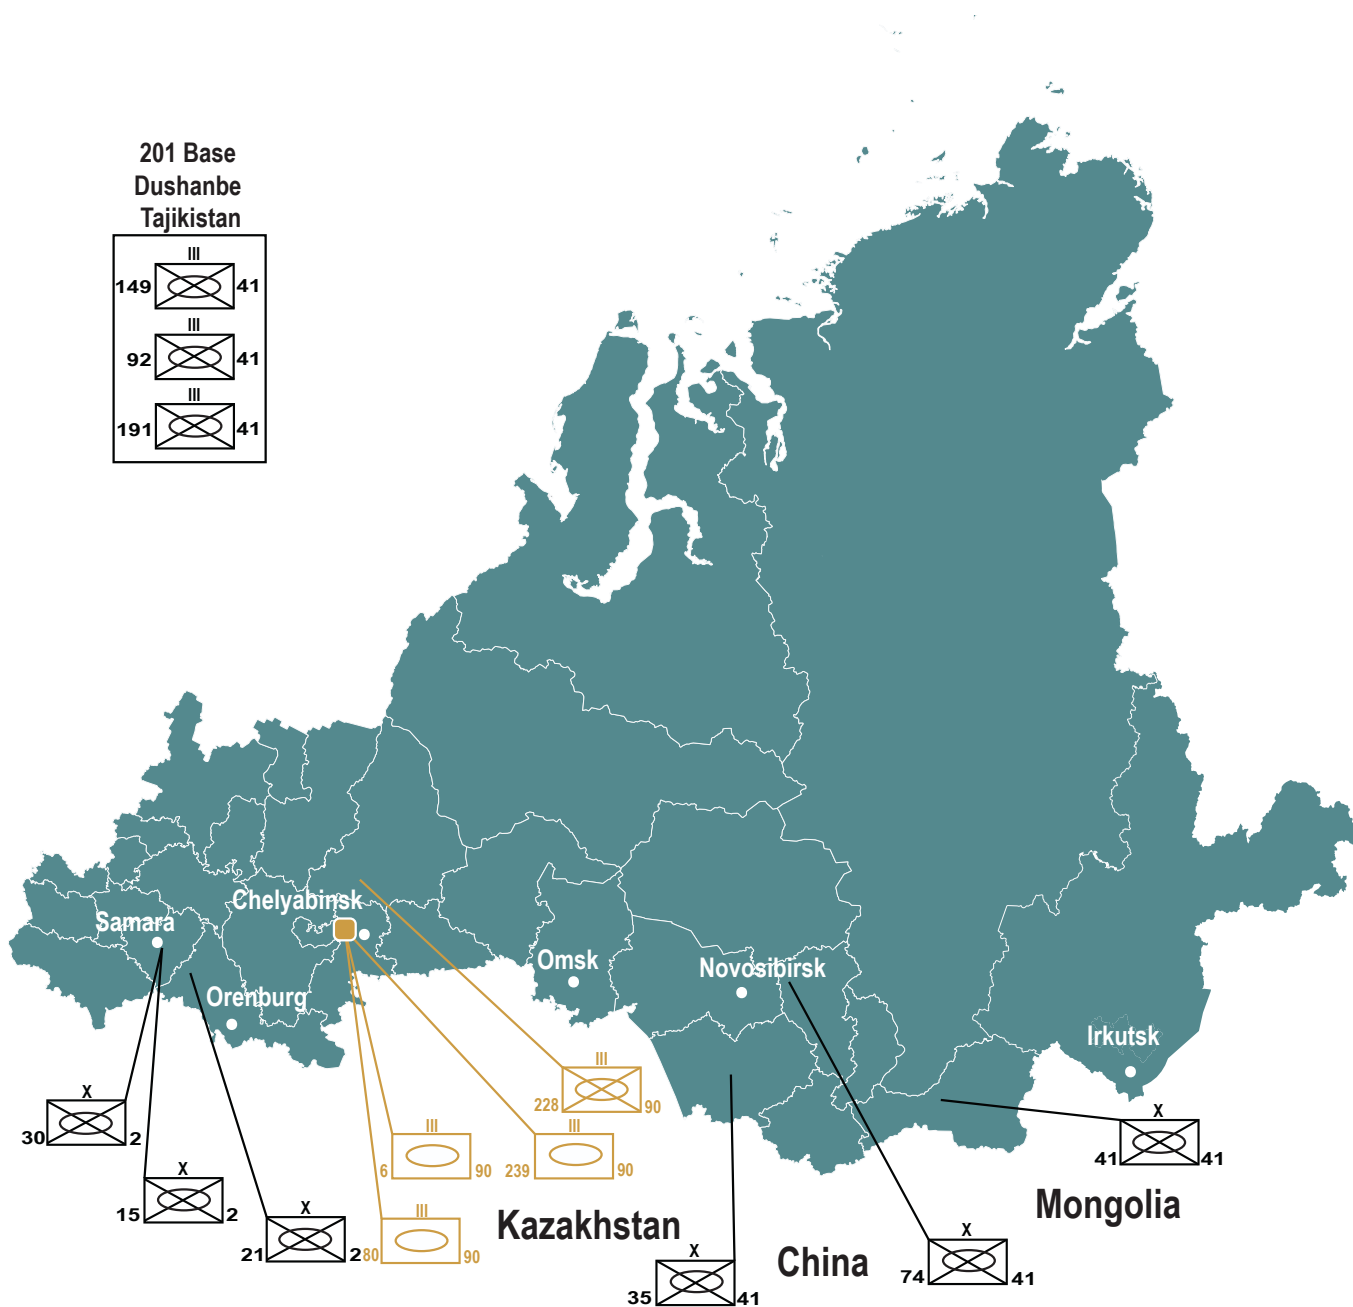 201 Base
Dushanbe
Tajikistan
III
149 41
III
92 41
III
191 41
Chelyabinsk
Samara
Omsk
Novosibirsk
Orenburg
Irkutsk
III
228 90
X
30 2
III
6 90
III
239 90
X
41 41
X
15 2
X
21 2
III
80 90
Kazakhstan
Mongolia
China
X
35 41
X
74 41